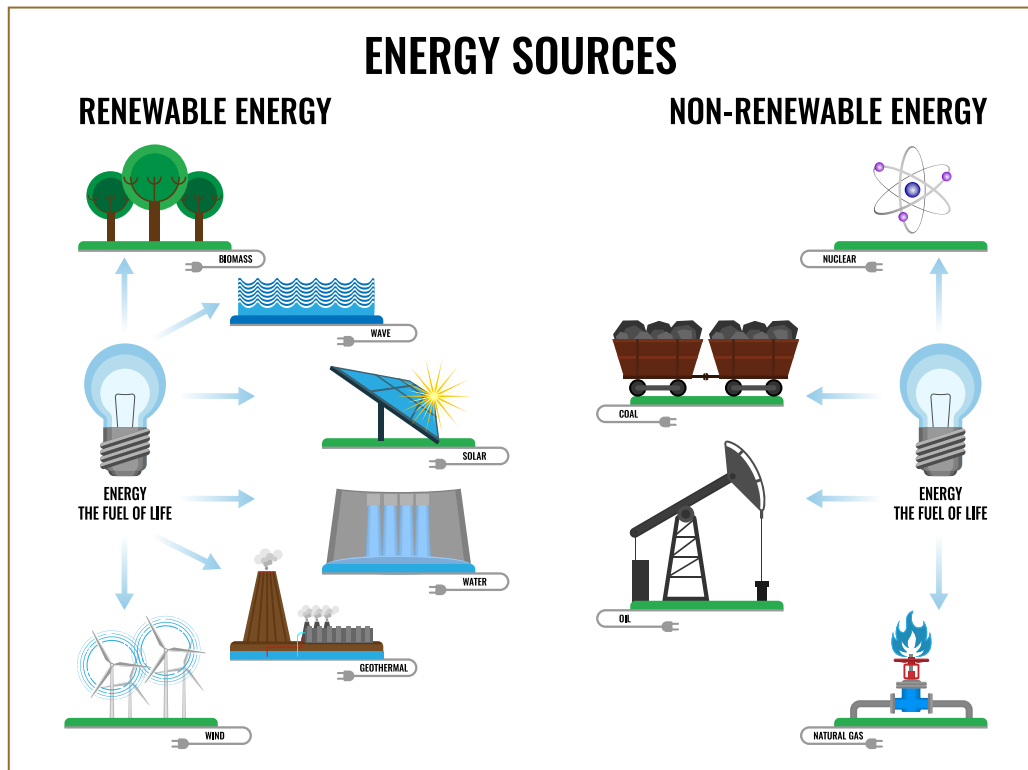 ENERGY SOURCES
RENEWABLE ENERGY
BIOMASS
WAVE
SOLAR
ENERGY
THE FUEL OF LIFE
WATER
GEOTHERMAL
WIND
NON-RENEWABLE ENERGY
NUCLEAR
COAL
ENERGY
THE FUEL OF LIFE
OIL
NATURAL GAS